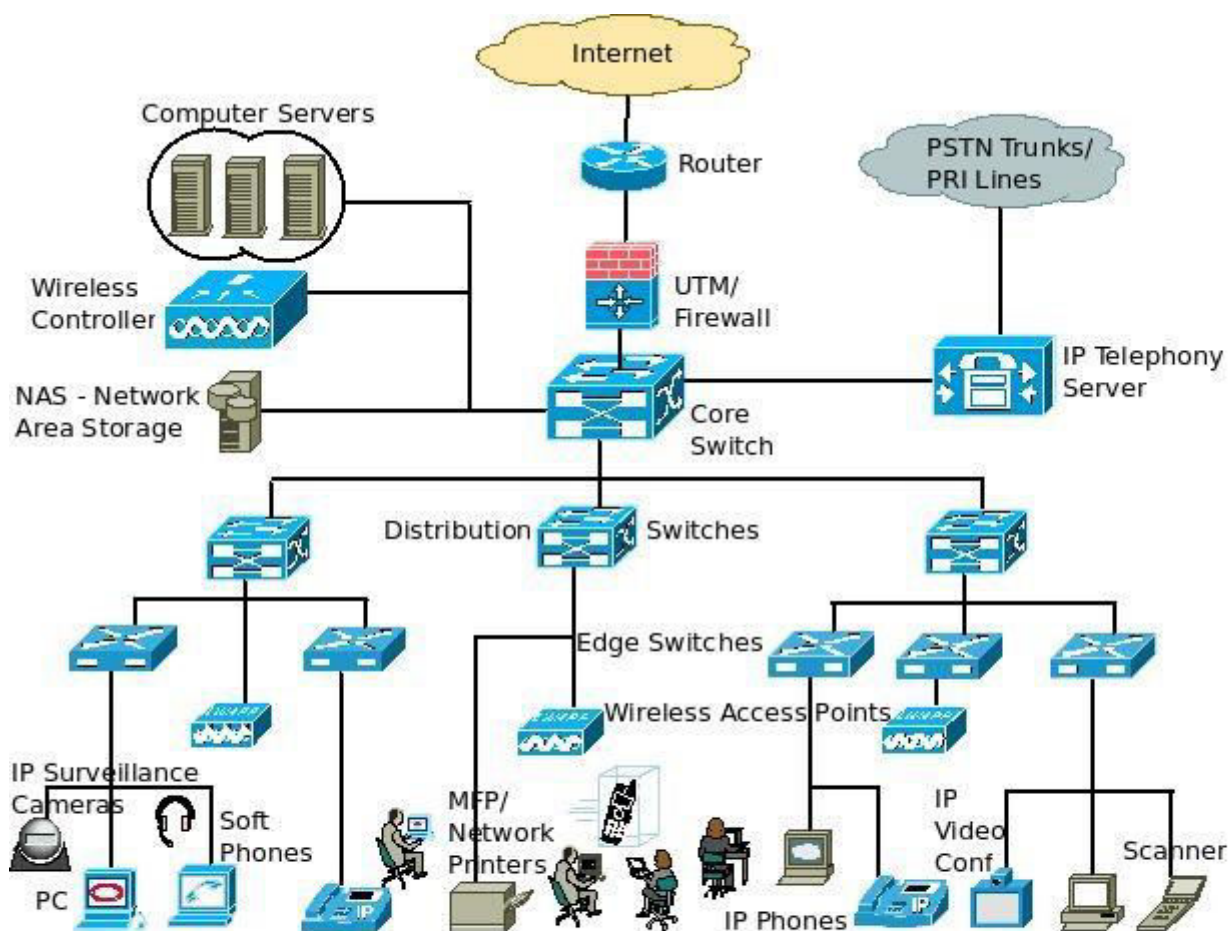 Internet
Computer Servers
Router
PSTN Trunks/
PRI Lines
Wireless
Controller
UTM/
Firewall
IP Telephony
Server
NAS - Network
Area Storage
Core
Switch
Distribution
Switches
Edge Switches
Wireless Access Points
IP Surveillance
Cameras
Soft
Phones
PC
IP
MFP/
Network
Printers
IP Phones
IP
IP
Video
Conf
Scanner